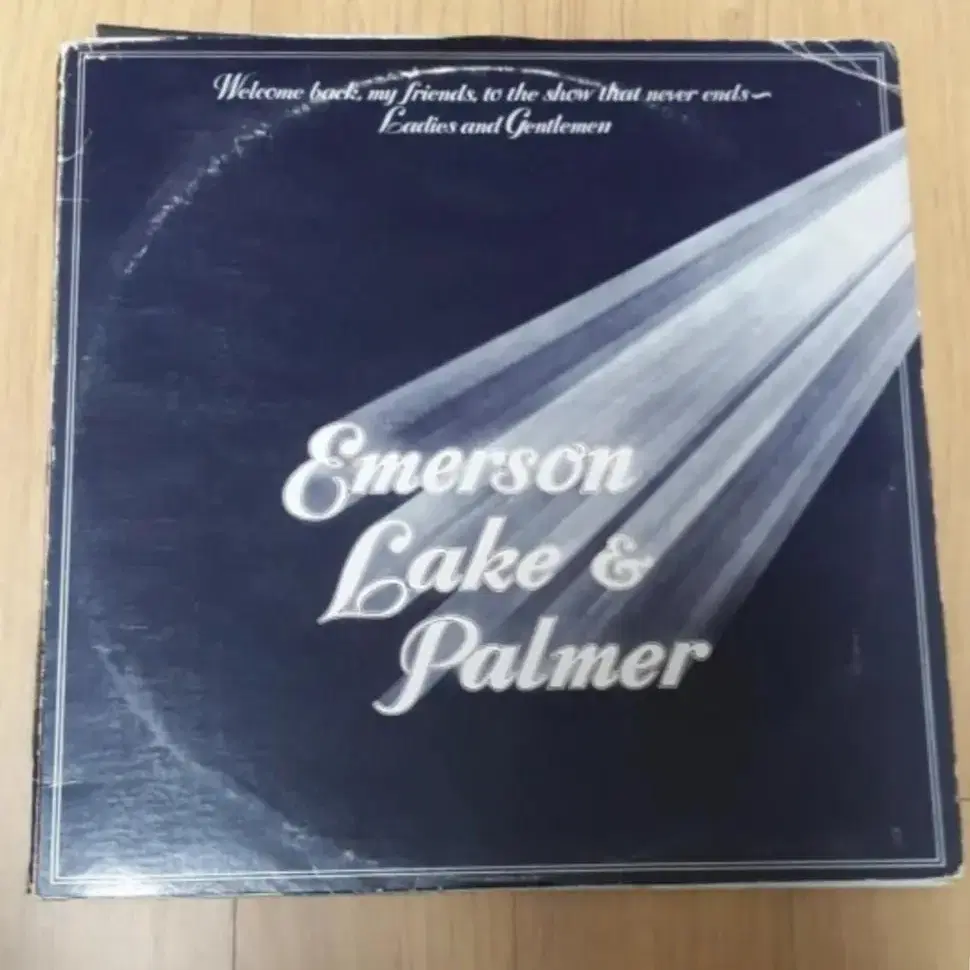 Welcome back, my friends, to the show that never ends~
Ladies and Gentlemen
Emerson
Lake &
Palmer